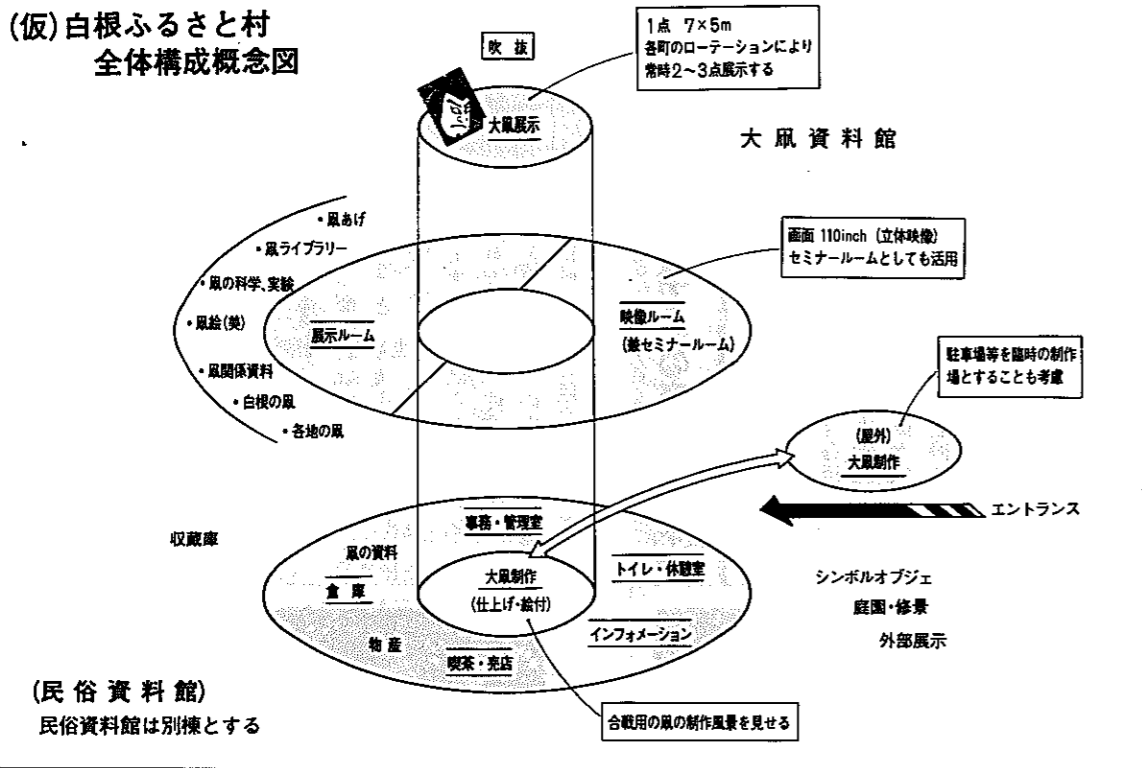 (仮)白根ふるさと村
全体構成概念図
吹抜
1点 7×5m
各町のローテーションにより
常時2～3点展示する
大凧展示
大凧資料館
・凧あげ
・凧ライブラリー
・凧の科学、実験
・凧絵(美)
・凧関係資料
・白根の凧
・各地の凧
展示ルーム
映像ルーム
(兼セミナールーム)
画面 110inch (立体映像)
セミナールームとしても活用
駐車場等を臨時の制作
場とすることも考慮
(屋外)
大凧制作
エントランス
収蔵庫
事務・管理室
凧の資料
倉庫
大凧制作
(仕上げ・絵付)
トイレ・休憩室
インフォメーション
物産
喫茶・売店
シンボルオブジェ
庭園・修景
外部展示
合戦用の凧の制作風景を見せる
(民俗資料館)
民俗資料館は別棟とする